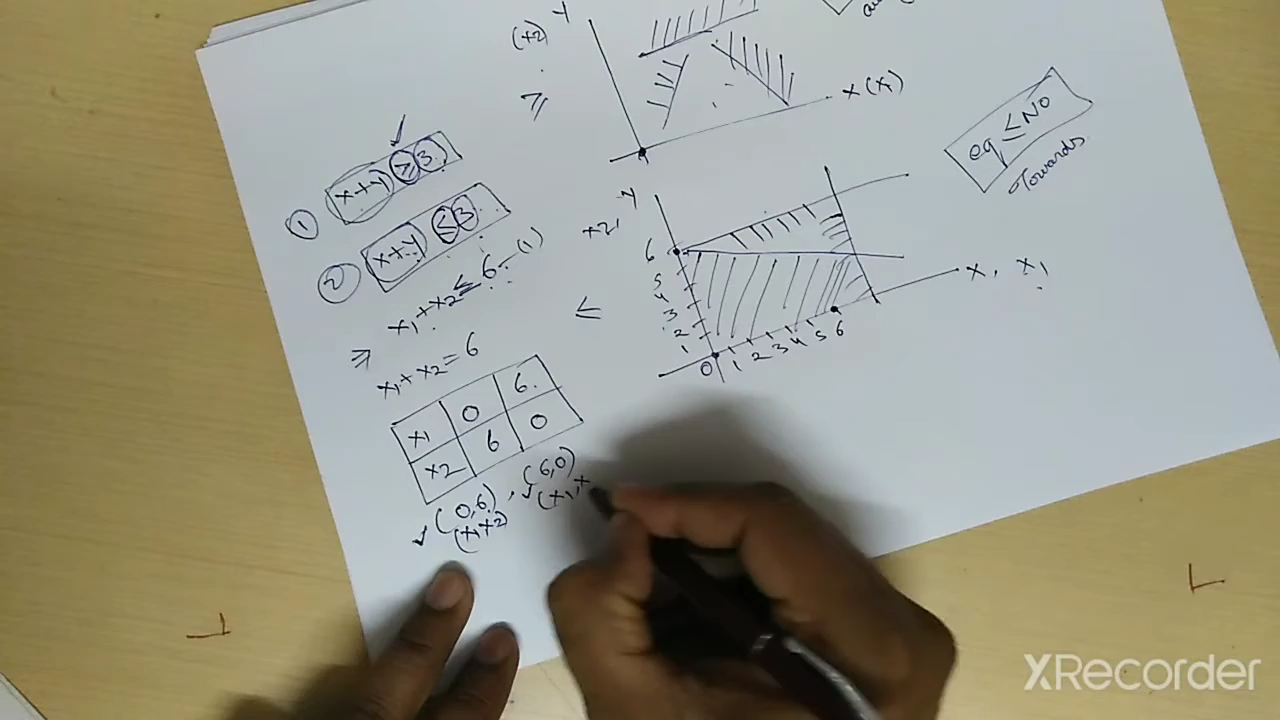 (x2) Y
≥
X (X1)
① x+y ≥ 3
② x+y ≤ 3
x1 + x2 ≤ 6 — (1)
⇒ x1 + x2 = 6
x1 0 6
x2 6 0
(0,6), (6,0)
(x1 x2) (x1, x
≤
x2, Y
6
5
4
3
2
1
0 1 2 3 4 5 6
X, X1
eq ≤ No
Towards
XRecorder